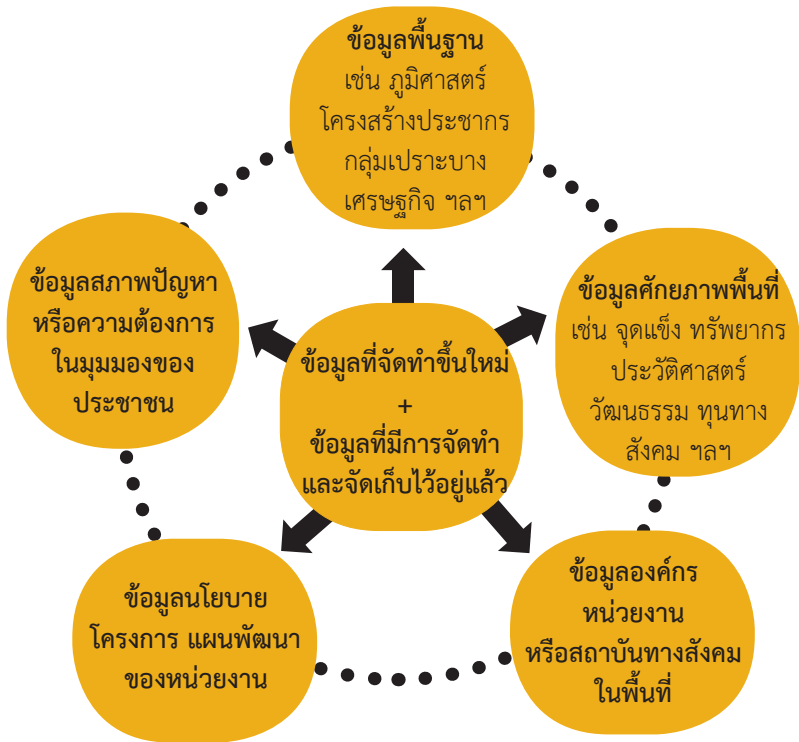 ข้อมูลพื้นฐาน
เช่น ภูมิศาสตร์
โครงสร้างประชากร
กลุ่มเปราะบาง
เศรษฐกิจ ฯลฯ
ข้อมูลสภาพปัญหา
หรือความต้องการ
ในมุมมองของ
ประชาชน
ข้อมูลที่จัดทำขึ้นใหม่
+
ข้อมูลที่มีการจัดทำ
และจัดเก็บไว้อยู่แล้ว
ข้อมูลศักยภาพพื้นที่
เช่น จุดแข็ง ทรัพยากร
ประวัติศาสตร์
วัฒนธรรม ทุนทาง
สังคม ฯลฯ
ข้อมูลนโยบาย
โครงการ แผนพัฒนา
ของหน่วยงาน
ข้อมูลองค์กร
หน่วยงาน
หรือสถาบันทางสังคม
ในพื้นที่